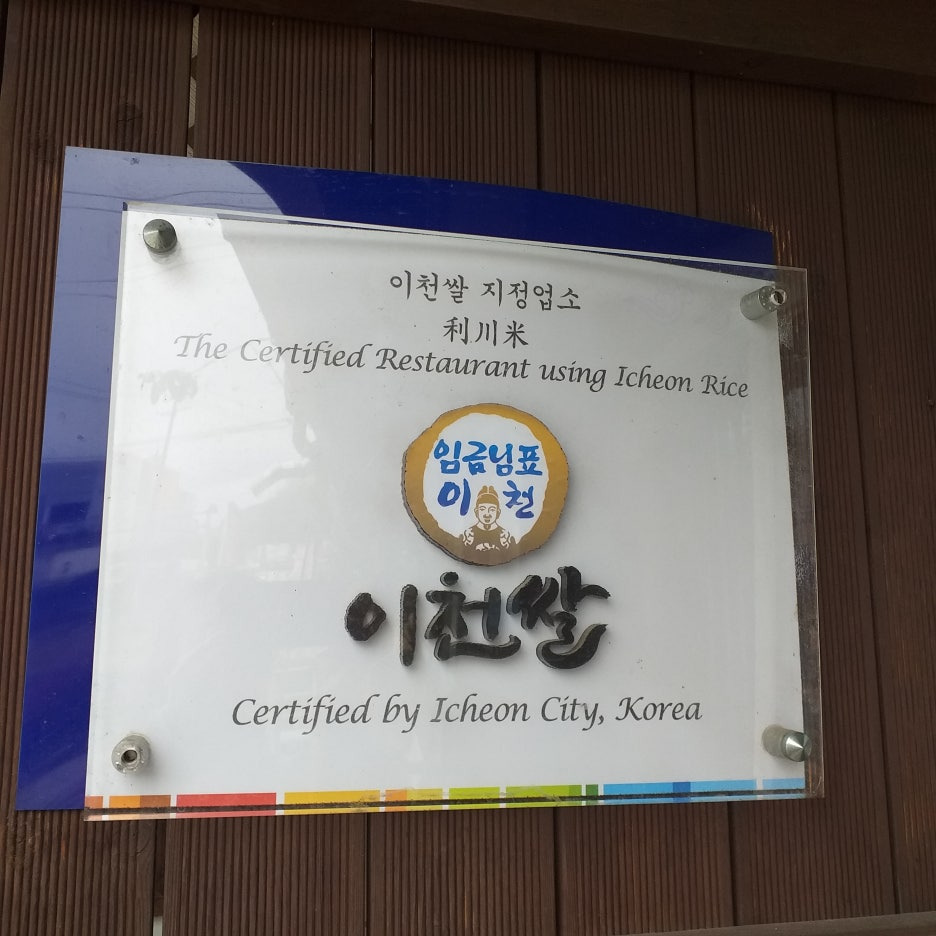 이천쌀 지정업소
利川米
The Certified Restaurant using Icheon Rice
임금님표
이천
이천쌀
Certified by Icheon City, Korea